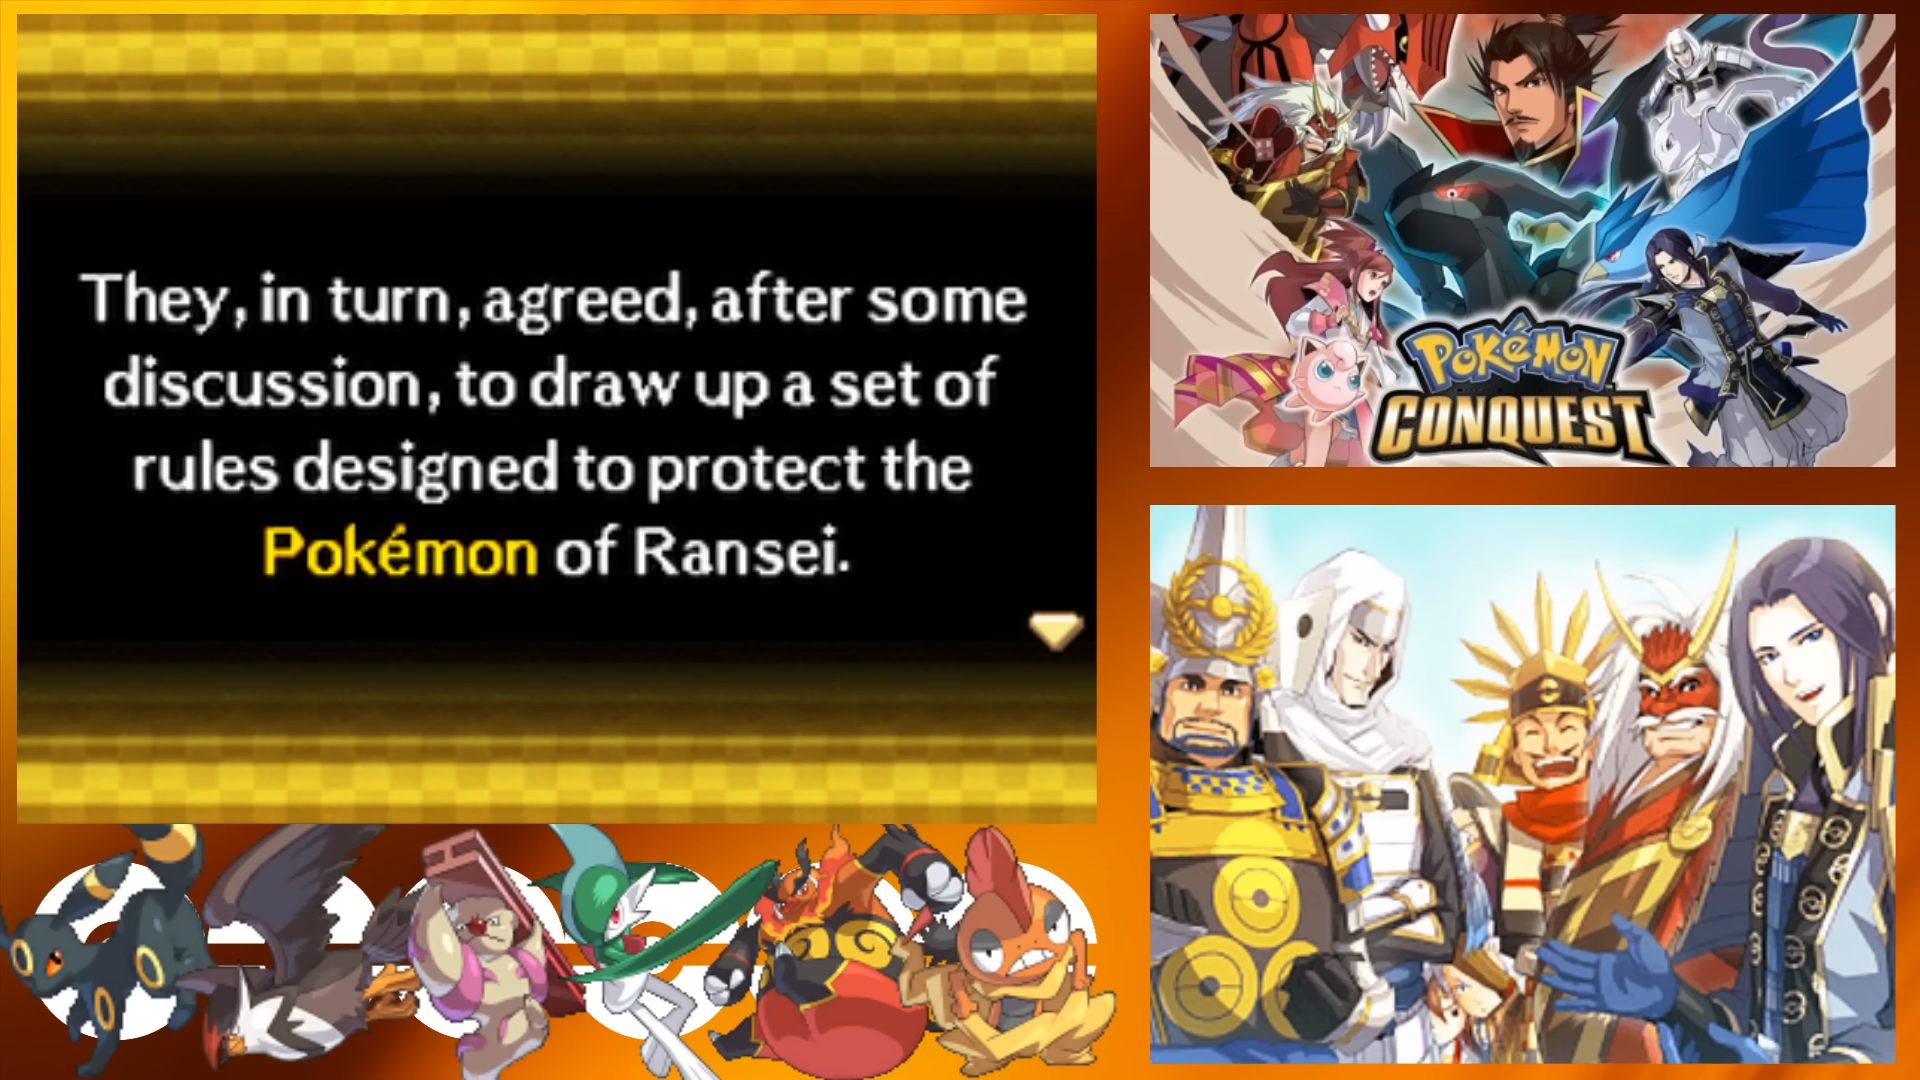 They, in turn, agreed, after some
discussion, to draw up a set of
rules designed to protect the
Pokémon of Ransei.
POKéMON
CONQUEST